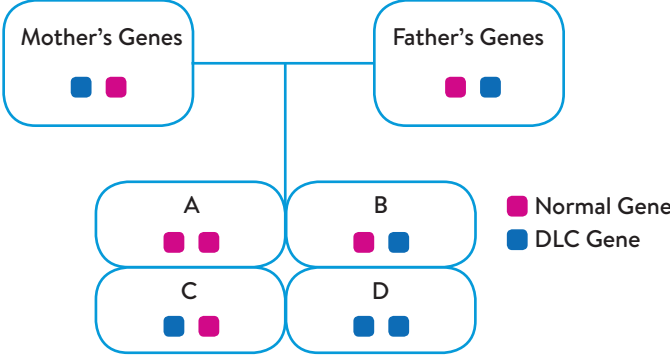 Mother’s Genes
Father’s Genes
A
B
Normal Gene
DLC Gene
C
D